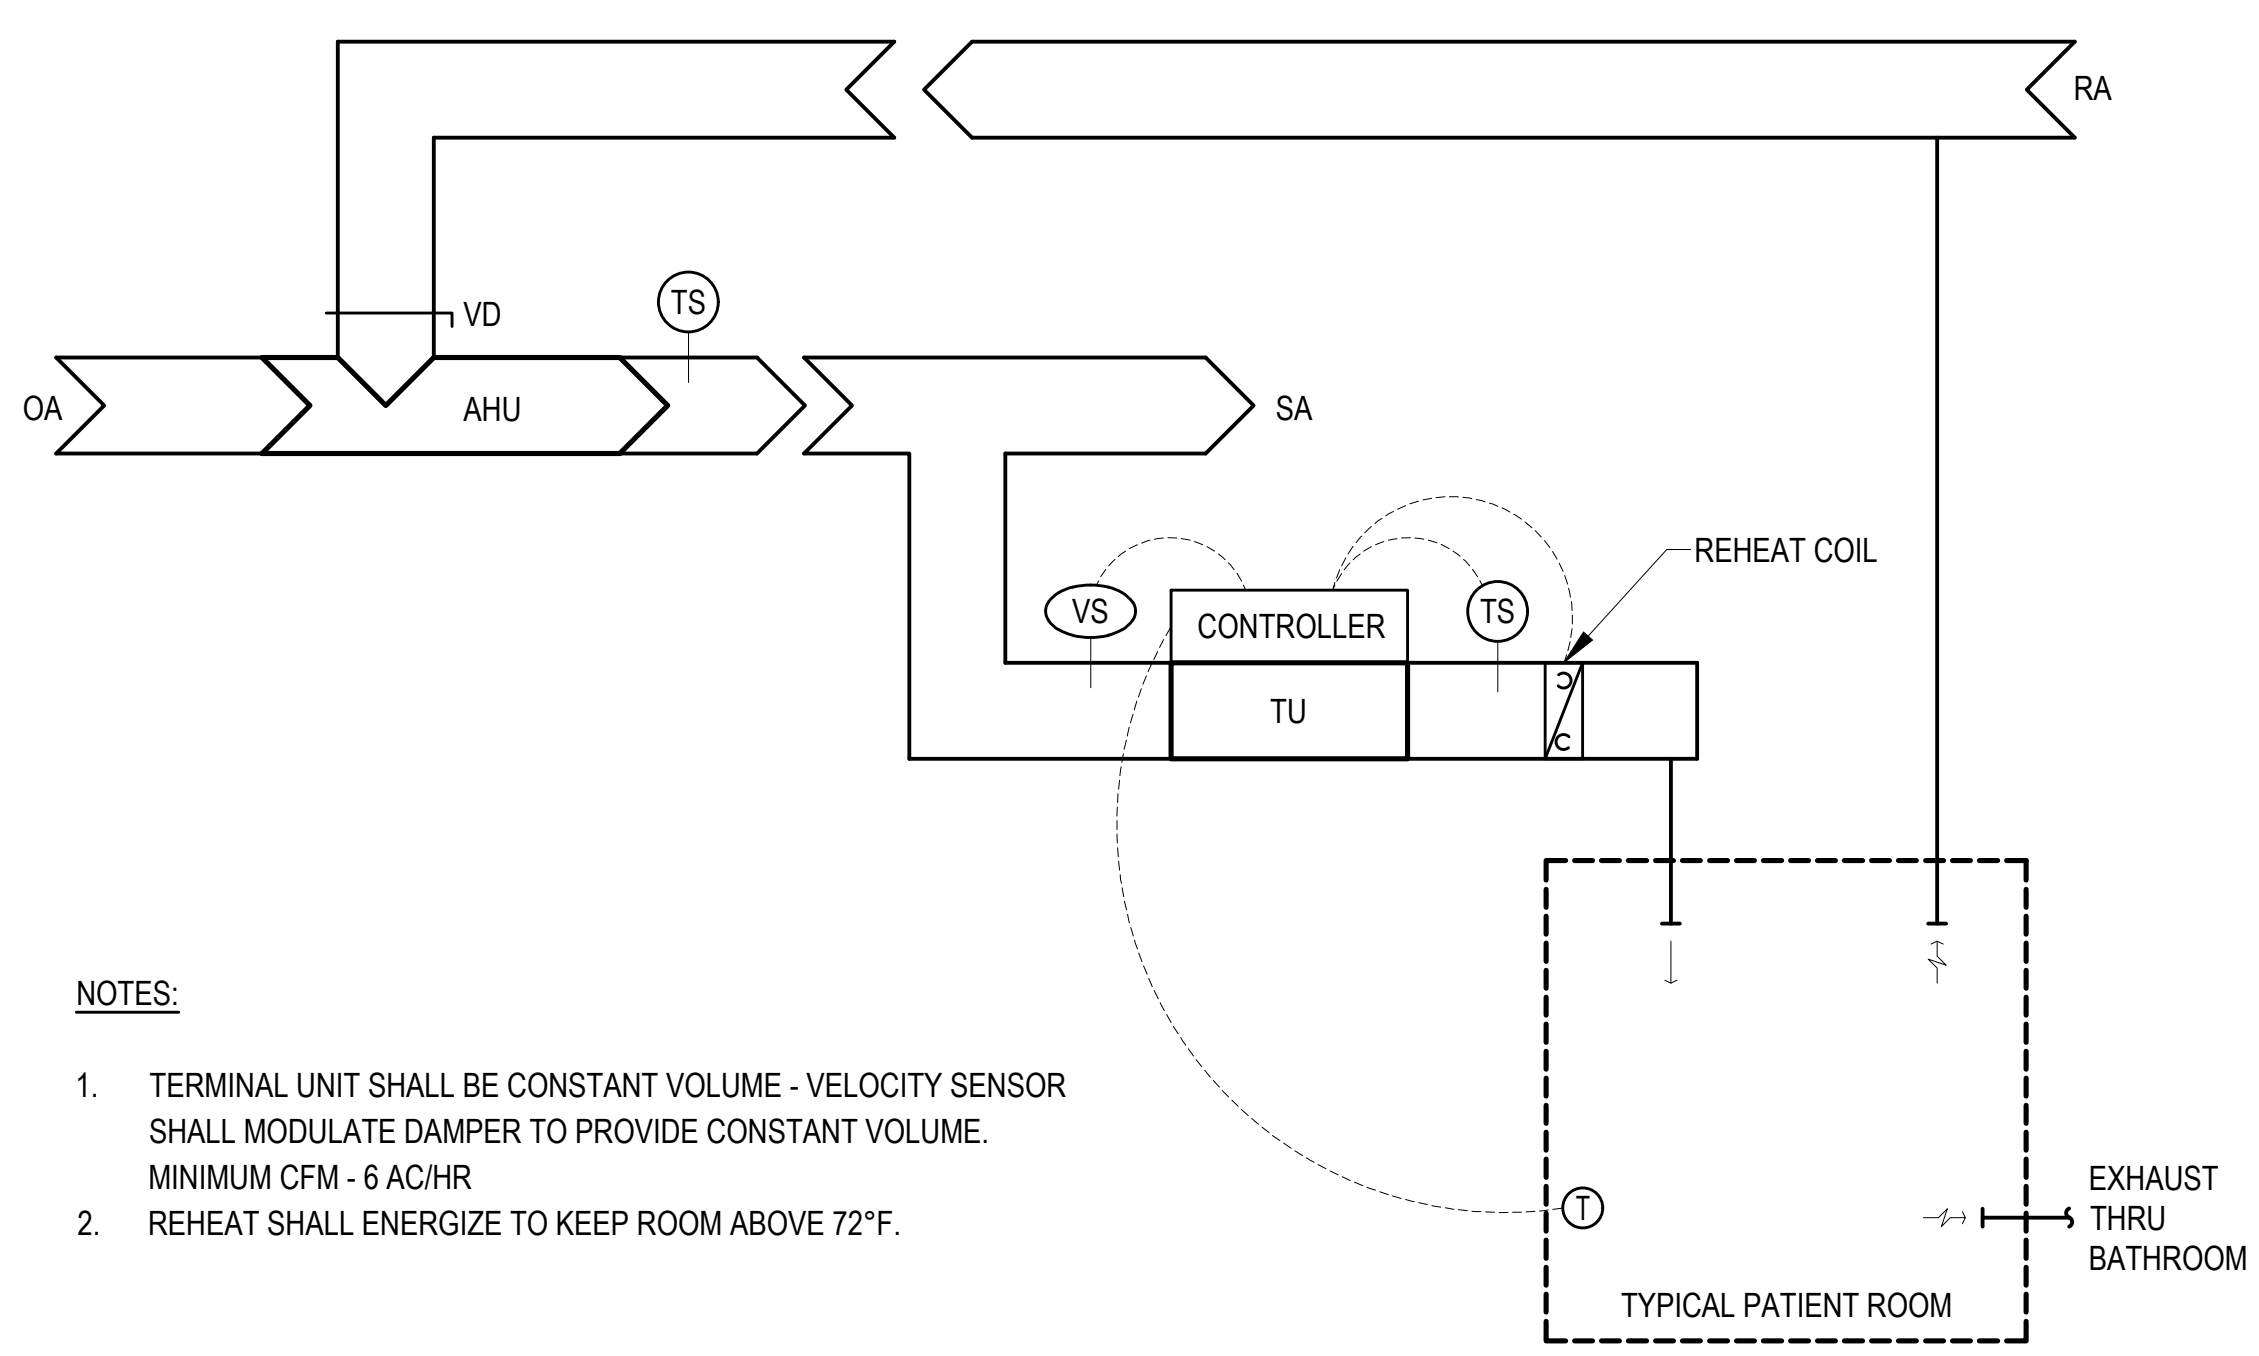 RA
VD
TS
OA
AHU
SA
REHEAT COIL
VS
CONTROLLER
TS
TU
NOTES:
1. TERMINAL UNIT SHALL BE CONSTANT VOLUME - VELOCITY SENSOR
SHALL MODULATE DAMPER TO PROVIDE CONSTANT VOLUME.
MINIMUM CFM - 6 AC/HR
2. REHEAT SHALL ENERGIZE TO KEEP ROOM ABOVE 72°F.
T
EXHAUST
THRU
BATHROOM
TYPICAL PATIENT ROOM